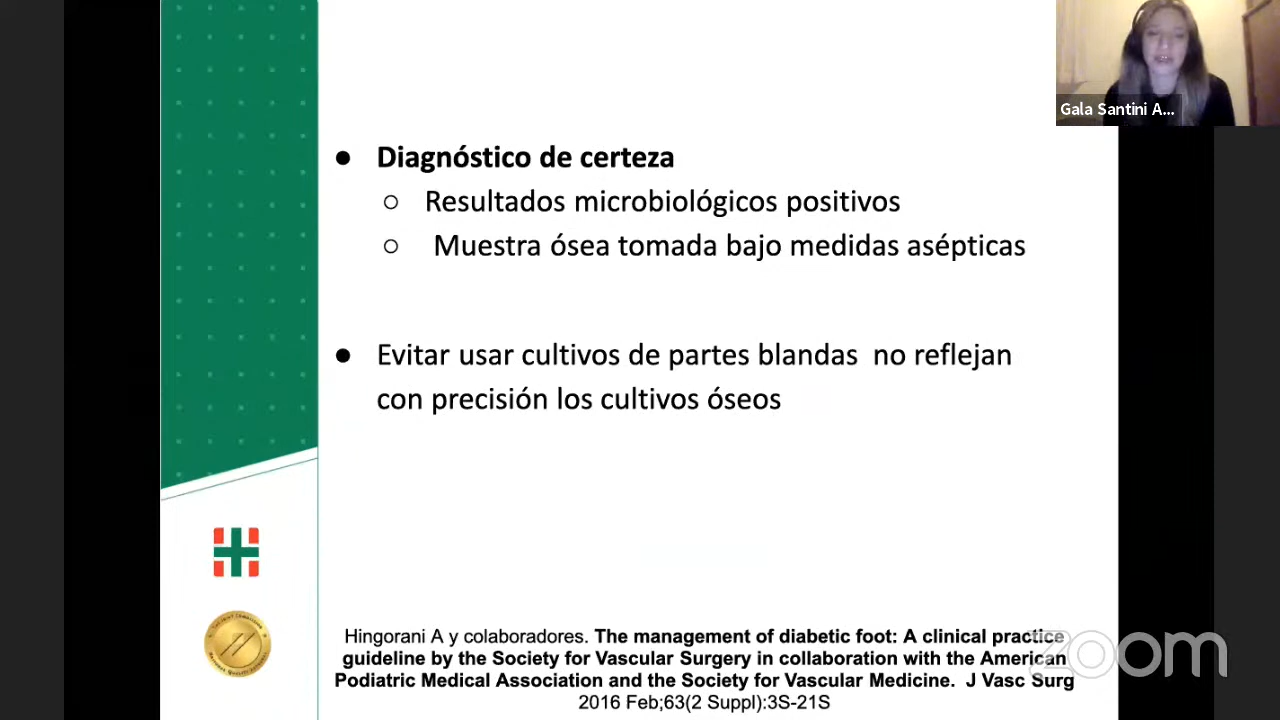 Gala Santini A...
● Diagnóstico de certeza
○ Resultados microbiológicos positivos
○ Muestra ósea tomada bajo medidas asépticas
● Evitar usar cultivos de partes blandas no reflejan
con precisión los cultivos óseos
Hingorani A y colaboradores. The management of diabetic foot: A clinical practice
guideline by the Society for Vascular Surgery in collaboration with the American
Podiatric Medical Association and the Society for Vascular Medicine. J Vasc Surg
2016 Feb;63(2 Suppl):3S-21S
zoom